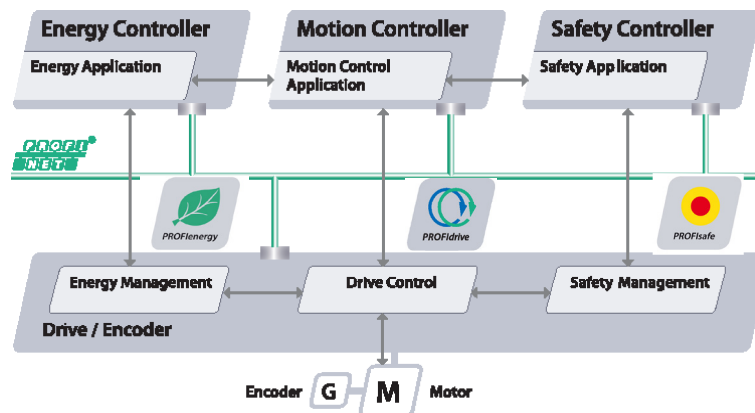 Energy Controller
Motion Controller
Safety Controller
Energy Application
Motion Control
Application
Safety Application
PROFI®
NET
PROFIenergy
PROFIdrive
PROFIsafe
Energy Management
Drive Control
Safety Management
Drive / Encoder
Encoder
G
M
Motor